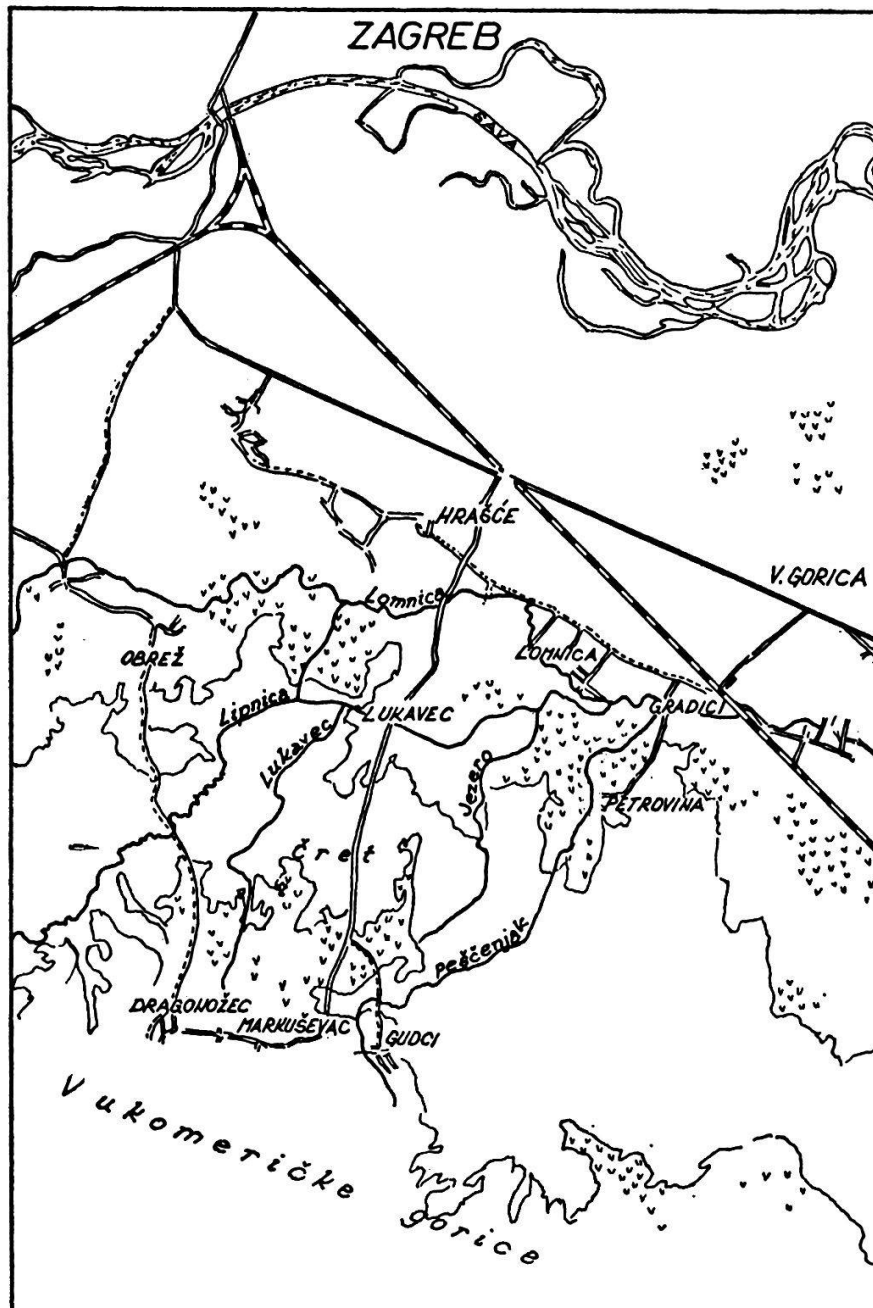 ZAGREB
SAVA
HRAŠĆE
V. GORICA
Lomnica
LOMNICA
OBREŽ
Lipnica
LUKAVEC
GRADIĆI
Lukavec
Jezero
PETROVINA
Čret
Peščenjak
DRAGONOŽEC
MARKUŠEVAC
GUDCI
Vukomeričke
gorice